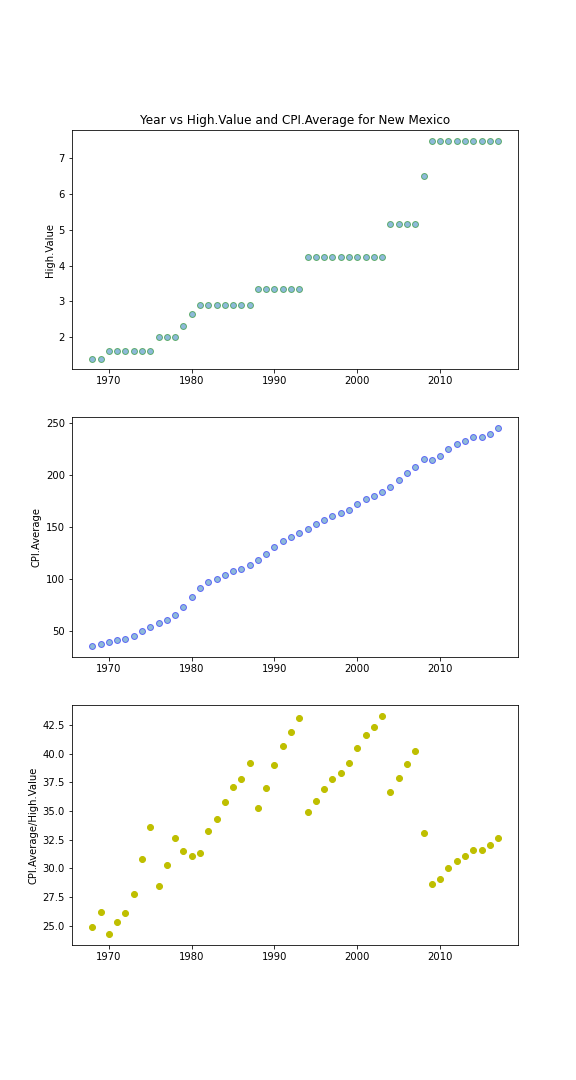 Year vs High.Value and CPI.Average for New Mexico
7
6
5
4
3
2
High.Value
1970 1980 1990 2000 2010
250
200
150
100
50
CPI.Average
1970 1980 1990 2000 2010
42.5
40.0
37.5
35.0
32.5
30.0
27.5
25.0
CPI.Average/High.Value
1970 1980 1990 2000 2010